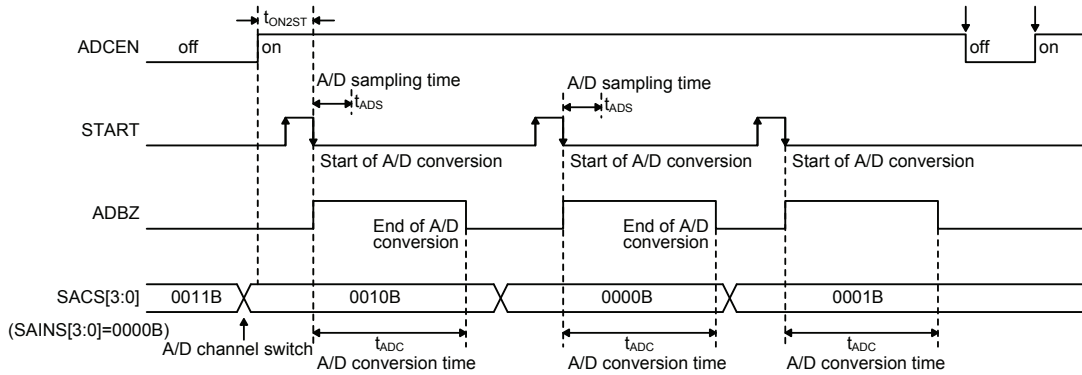 tON2ST
ADCEN off on off on
A/D sampling time A/D sampling time
tADS tADS
START
Start of A/D conversion Start of A/D conversion Start of A/D conversion
ADBZ
End of A/D conversion End of A/D conversion
SACS[3:0] 0011B 0010B 0000B 0001B
(SAINS[3:0]=0000B)
A/D channel switch
tADC tADC tADC
A/D conversion time A/D conversion time A/D conversion time